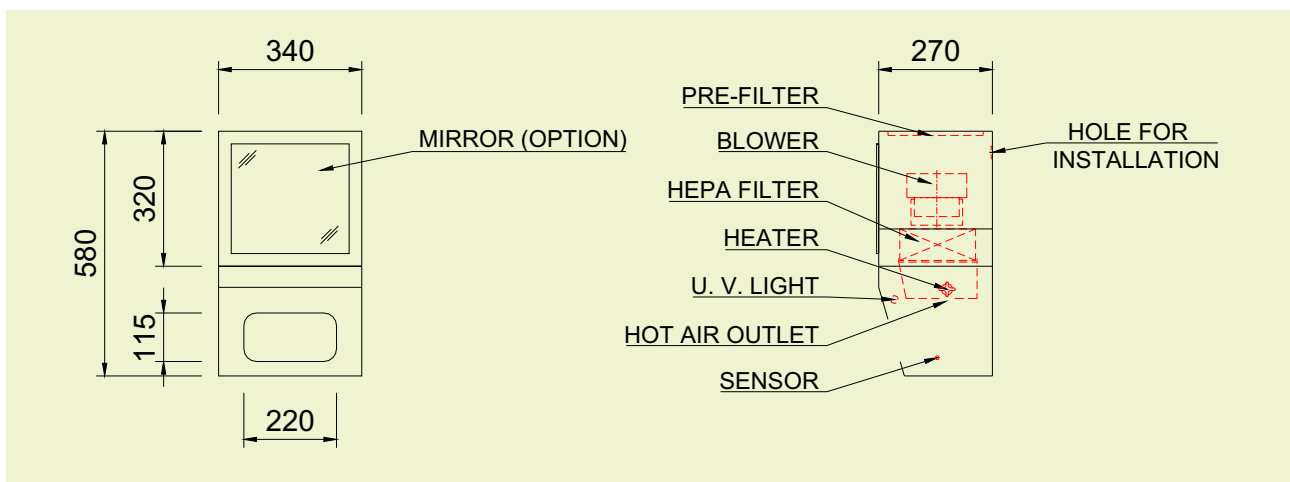 340
MIRROR (OPTION)
580
320
115
220
270
PRE-FILTER
BLOWER
HEPA FILTER
HEATER
U. V. LIGHT
HOT AIR OUTLET
SENSOR
HOLE FOR
INSTALLATION